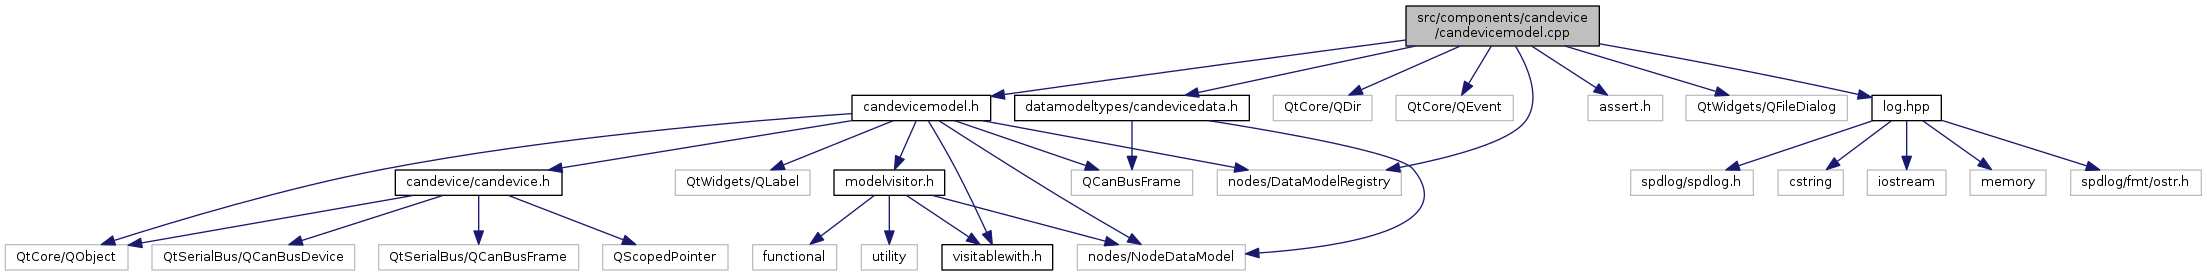 src/components/candevice
/candevicemodel.cpp
candevicemodel.h
datamodeltypes/candevicedata.h
QtCore/QDir
QtCore/QEvent
assert.h
QtWidgets/QFileDialog
log.hpp
candevice/candevice.h
QtWidgets/QLabel
modelvisitor.h
QCanBusFrame
nodes/DataModelRegistry
spdlog/spdlog.h
cstring
iostream
memory
spdlog/fmt/ostr.h
QtCore/QObject
QtSerialBus/QCanBusDevice
QtSerialBus/QCanBusFrame
QScopedPointer
functional
utility
visitablewith.h
nodes/NodeDataModel